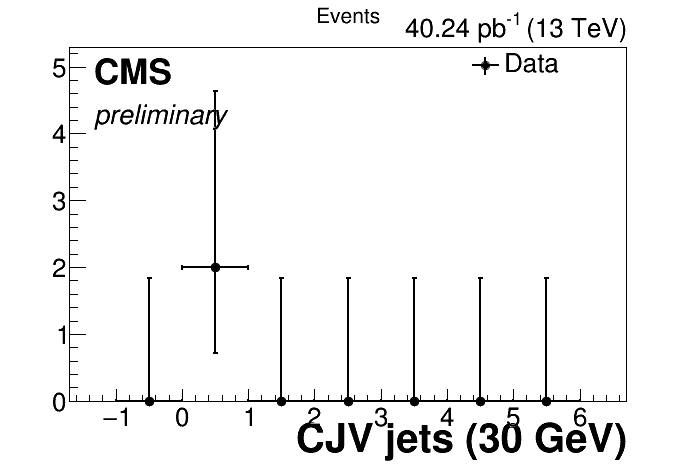 Events
40.24 pb-1 (13 TeV)
CMS
preliminary
Data
5
4
3
2
1
0
−1 0 1 2 3 4 5 6
CJV jets (30 GeV)